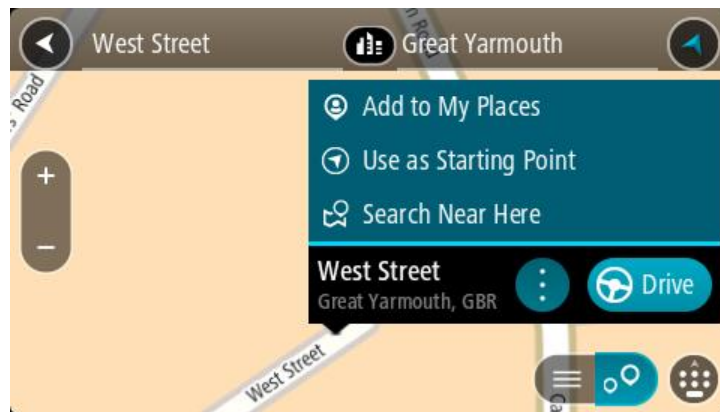 West Street
Great Yarmouth
Road
Add to My Places
Use as Starting Point
Search Near Here
West Street
Great Yarmouth, GBR
Drive
West Street